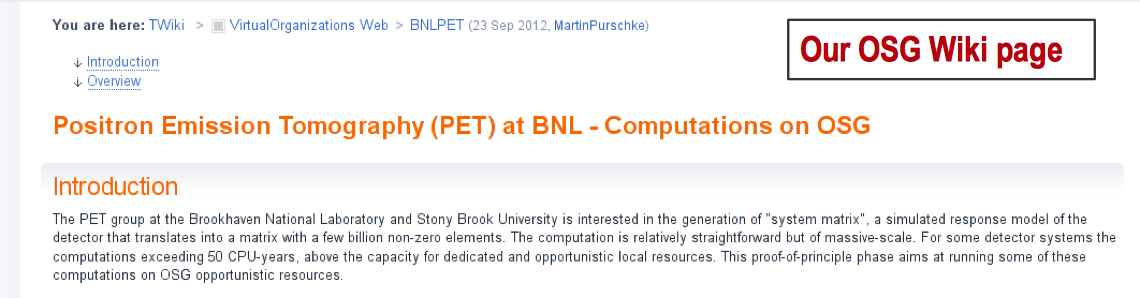 You are here: TWiki > VirtualOrganizations Web > BNLPET (23 Sep 2012, MartinPurschke)
Our OSG Wiki page
↓ Introduction
↓ Overview
Positron Emission Tomography (PET) at BNL - Computations on OSG
Introduction
The PET group at the Brookhaven National Laboratory and Stony Brook University is interested in the generation of "system matrix", a simulated response model of the
detector that translates into a matrix with a few billion non-zero elements. The computation is relatively straightforward but of massive-scale. For some detector systems the
computations exceeding 50 CPU-years, above the capacity for dedicated and opportunistic local resources. This proof-of-principle phase aims at running some of these
computations on OSG opportunistic resources.